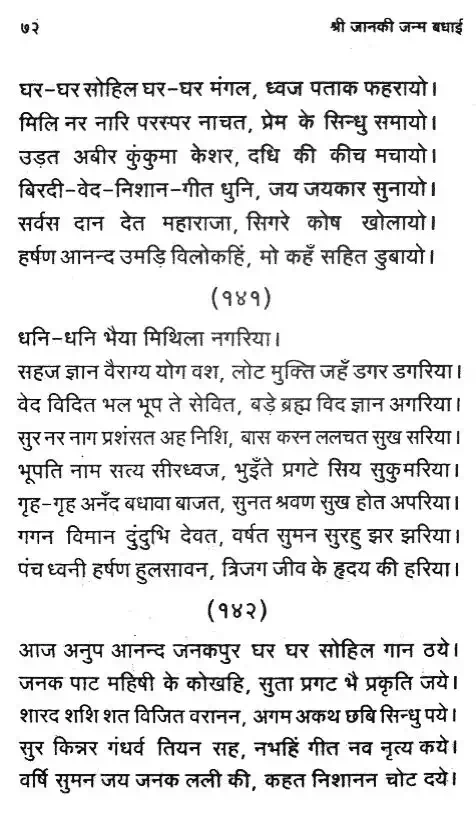 ७२ श्री जानकी जन्म बधाई
घर-घर सोहिल घर-घर मंगल, ध्वज पताक फहरायो।
मिलि नर नारि परस्पर नाचत, प्रेम के सिन्धु समायो।
उड़त अबीर कुंकुमा केशर, दधि की कीच मचायो।
बिरदी-वेद-निशान-गीत धुनि, जय जयकार सुनायो।
सर्वस दान देत महाराजा, सिगरे कोष खोलायो।
हर्षण आनन्द उमड़ि विलोकहिं, मो कहँ सहित डुबायो।
(१४१)
धनि-धनि भैया मिथिला नगरिया।
सहज ज्ञान वैराग्य योग वश, लोट मुक्ति जहँ डगर डगरिया।
वेद विदित भल भूप ते सेवित, बड़े ब्रह्म विद ज्ञान अगरिया।
सुर नर नाग प्रशंसत अह निशि, बास करन ललचत सुख सरिया।
भूपति नाम सत्य सीरध्वज, भुइँते प्रगटे सिय सुकुमरिया।
गृह-गृह अनँद बधावा बाजत, सुनत श्रवण सुख होत अपरिया।
गगन विमान दुंदुभि देवत, वर्षत सुमन सुरहु झर झरिया।
पंच ध्वनी हर्षण हुलसावन, त्रिजग जीव के हृदय की हरिया।
(१४२)
आज अनुप आनन्द जनकपुर घर घर सोहिल गान ठये।
जनक पाट महिषी के कोखहि, सुता प्रगट भै प्रकृति जये।
शारद शशि शत विजित वरानन, अगम अकथ छबि सिन्धु पये।
सुर किन्नर गंधर्व तियन सह, नभहिं गीत नव नृत्य कये।
वर्षि सुमन जय जनक लली की, कहत निशानन चोट दये।